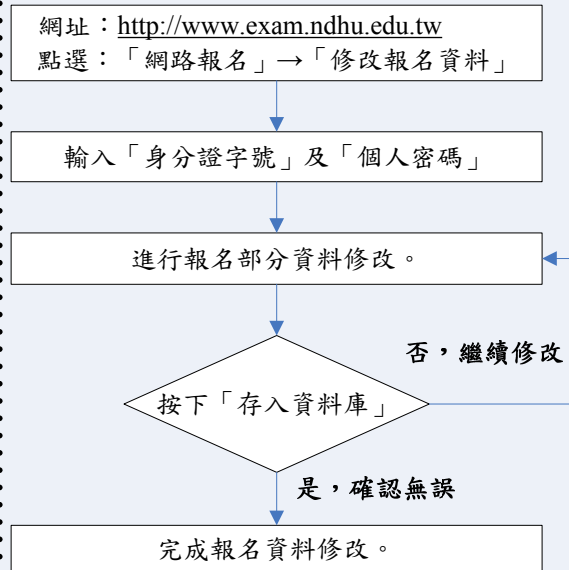 網址：http://www.exam.ndhu.edu.tw
點選：「網路報名」→「修改報名資料」
輸入「身分證字號」及「個人密碼」
進行報名部分資料修改。
否，繼續修改
按下「存入資料庫」
是，確認無誤
完成報名資料修改。